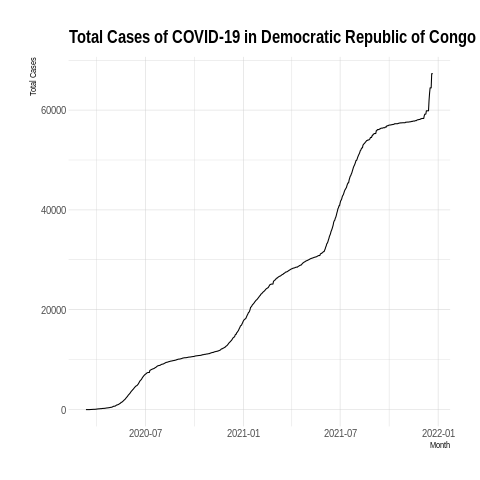 Total Cases of COVID-19 in Democratic Republic of Congo
Total Cases
60000
40000
20000
0
2020-07 2021-01 2021-07 2022-01
Month